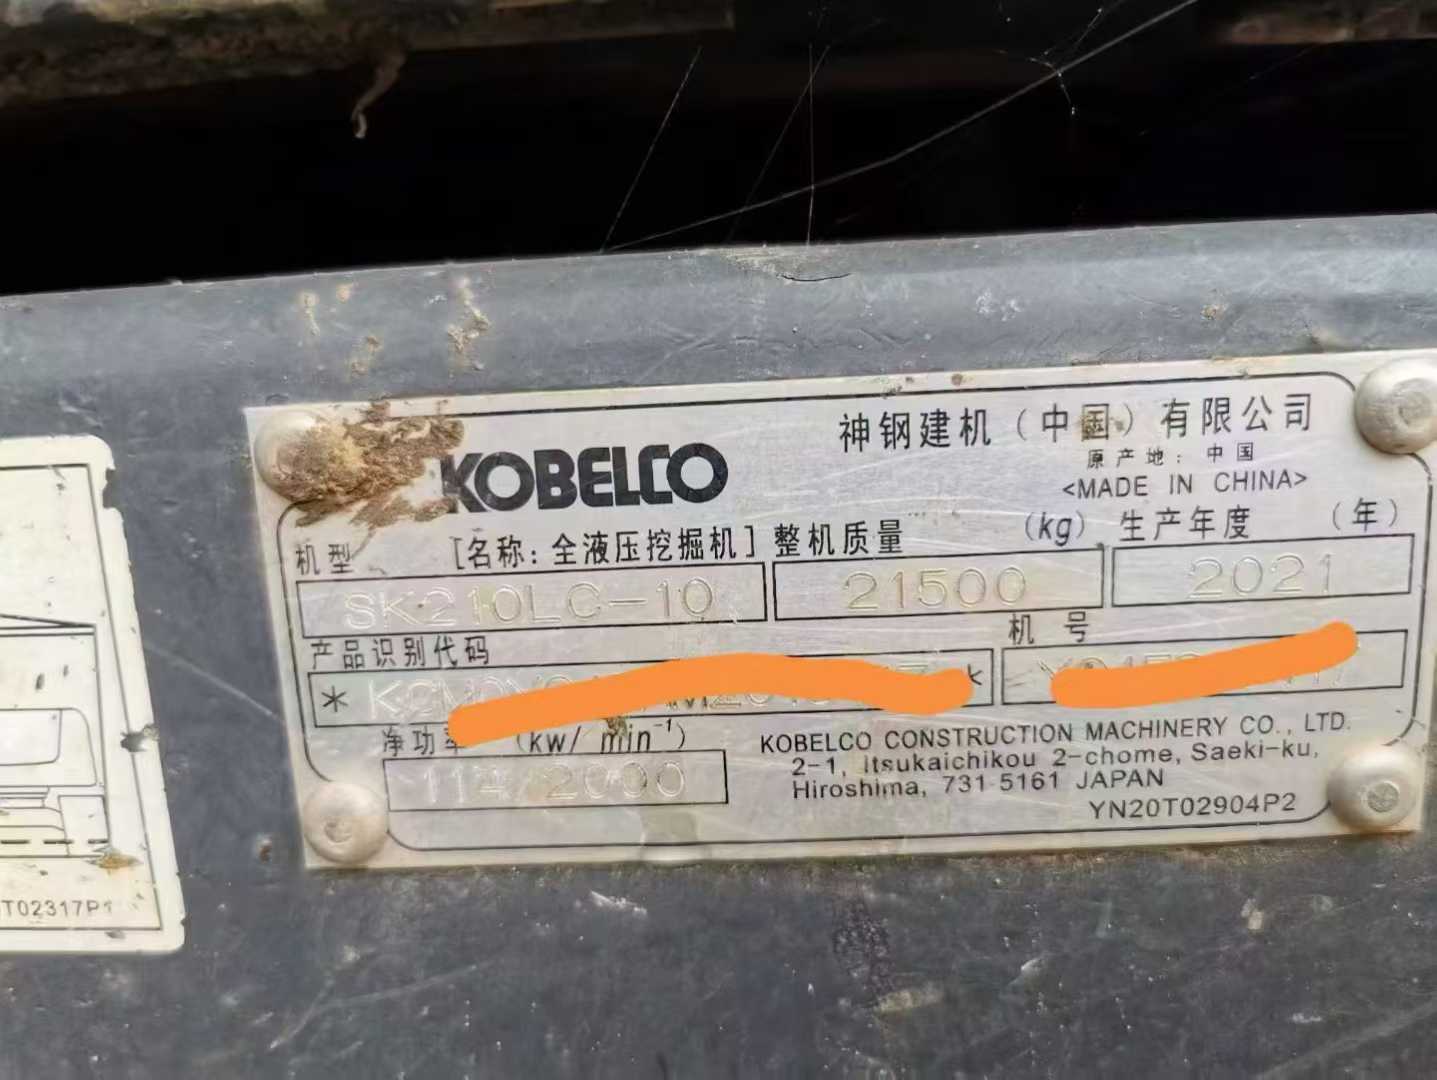 KOBELCO
神钢建机（中国）有限公司
原产地：中国
<MADE IN CHINA>
机型 [名称：全液压挖掘机] 整机质量 (kg) 生产年度 (年)
SK210LC-10 21500 2021
产品识别代码 机号
净功率 (kw/ min⁻¹)
114/2000
KOBELCO CONSTRUCTION MACHINERY CO., LTD.
2-1, Itsukaichikou 2-chome, Saeki-ku,
Hiroshima, 731-5161 JAPAN
YN20T02904P2
T02317P1